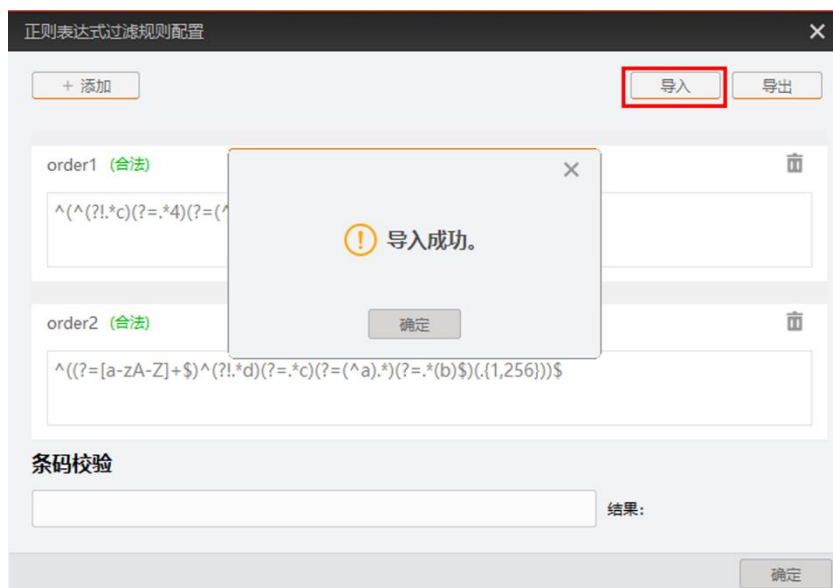 正则表达式过滤规则配置
+ 添加
导入
导出
order1 (合法)
^(^(?!.*c)(?=.*4)(?=(^
导入成功。
确定
order2 (合法)
^((?=[a-zA-Z]+$)^(?!.*d)(?=.*c)(?=(^a).*)(?=.*(b)$)(.{1,256}))$
条码校验
结果:
确定